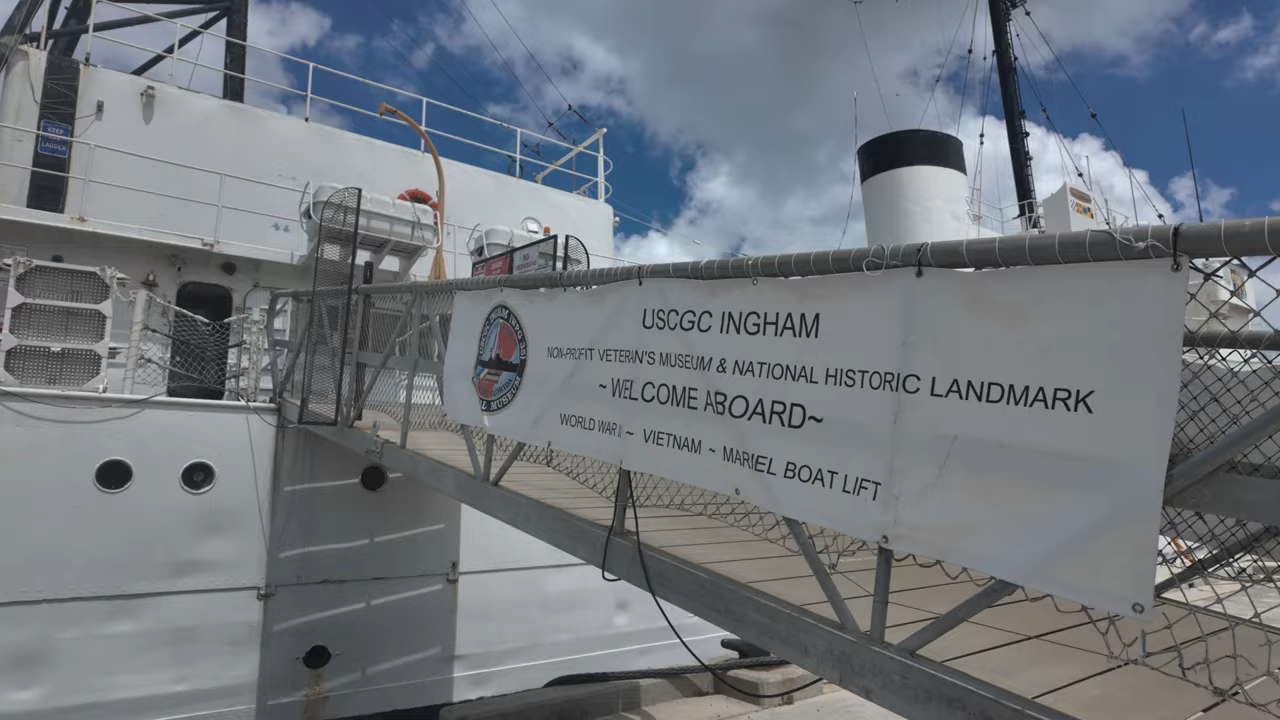 KEEP
LADDER
USCGC INGHAM
NON-PROFIT VETERAN'S MUSEUM & NATIONAL HISTORIC LANDMARK
~WELCOME ABOARD~
WORLD WAR II ~ VIETNAM ~ MARIEL BOAT LIFT